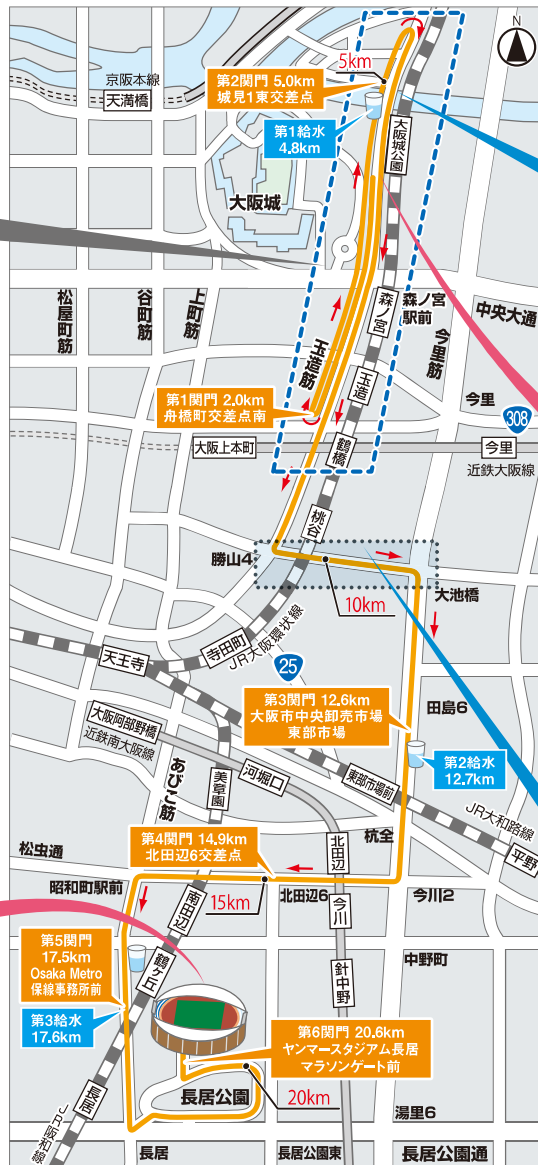 N
京阪本線
天満橋
5km
第2関門 5.0km
城見1東交差点
第1給水
4.8km
大阪城公園
大阪城
松屋町筋
谷町筋
上町筋
玉造筋
森ノ宮
森ノ宮
駅前
今里筋
中央大通
玉造
第1関門 2.0km
舟橋町交差点南
今里
308
鶴橋
大阪上本町
今里
近鉄大阪線
桃谷
勝山4
10km
大池橋
寺田町
JR大阪環状線
天王寺
25
第3関門 12.6km
大阪市中央卸売市場
東部市場
田島6
大阪阿部野橋
近鉄南大阪線
河堀口
第2給水
12.7km
東部市場前
あびこ筋
美章園
JR大和路線
杭全
平野
松虫通
第4関門 14.9km
北田辺6交差点
北田辺
昭和町駅前
15km
北田辺6
今川2
南田辺
今川
第5関門
17.5km
Osaka Metro
保線事務所前
鶴ヶ丘
針中野
中野町
第3給水
17.6km
第6関門 20.6km
ヤンマースタジアム長居
マラソンゲート前
長居
長居公園
20km
JR阪和線
湯里6
長居
長居公園東
長居公園通